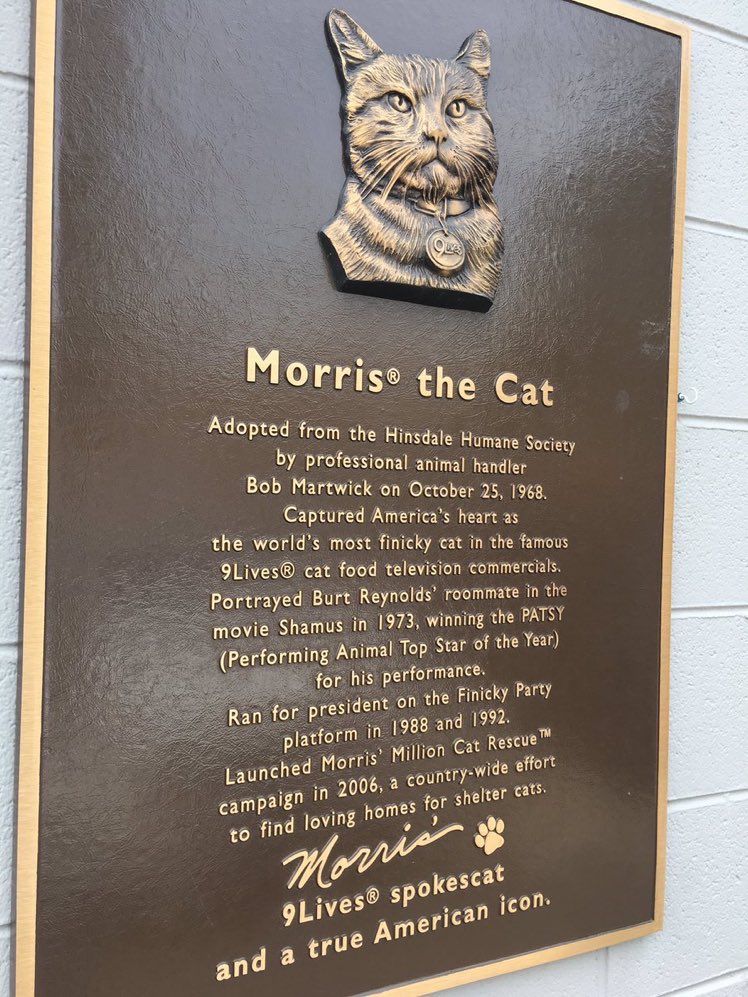 9Lives
Morris® the Cat
Adopted from the Hinsdale Humane Society
by professional animal handler
Bob Martwick on October 25, 1968.
Captured America's heart as
the world's most finicky cat in the famous
9Lives® cat food television commercials.
Portrayed Burt Reynolds' roommate in the
movie Shamus in 1973, winning the PATSY
(Performing Animal Top Star of the Year)
for his performance.
Ran for president on the Finicky Party
platform in 1988 and 1992.
Launched Morris' Million Cat Rescue™
campaign in 2006, a country-wide effort
to find loving homes for shelter cats.
Morris
9Lives® spokescat
and a true American icon.